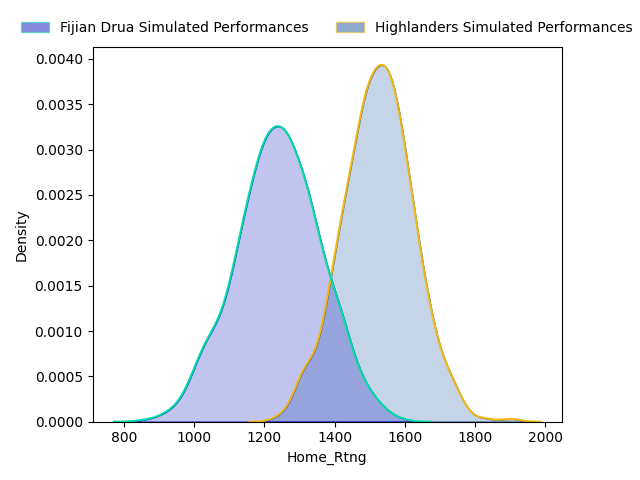 Fijian Drua Simulated Performances Highlanders Simulated Performances
0.0040
0.0035
0.0030
0.0025
0.0020
0.0015
0.0010
0.0005
0.0000
Density
800 1000 1200 1400 1600 1800 2000
Home_Rtng